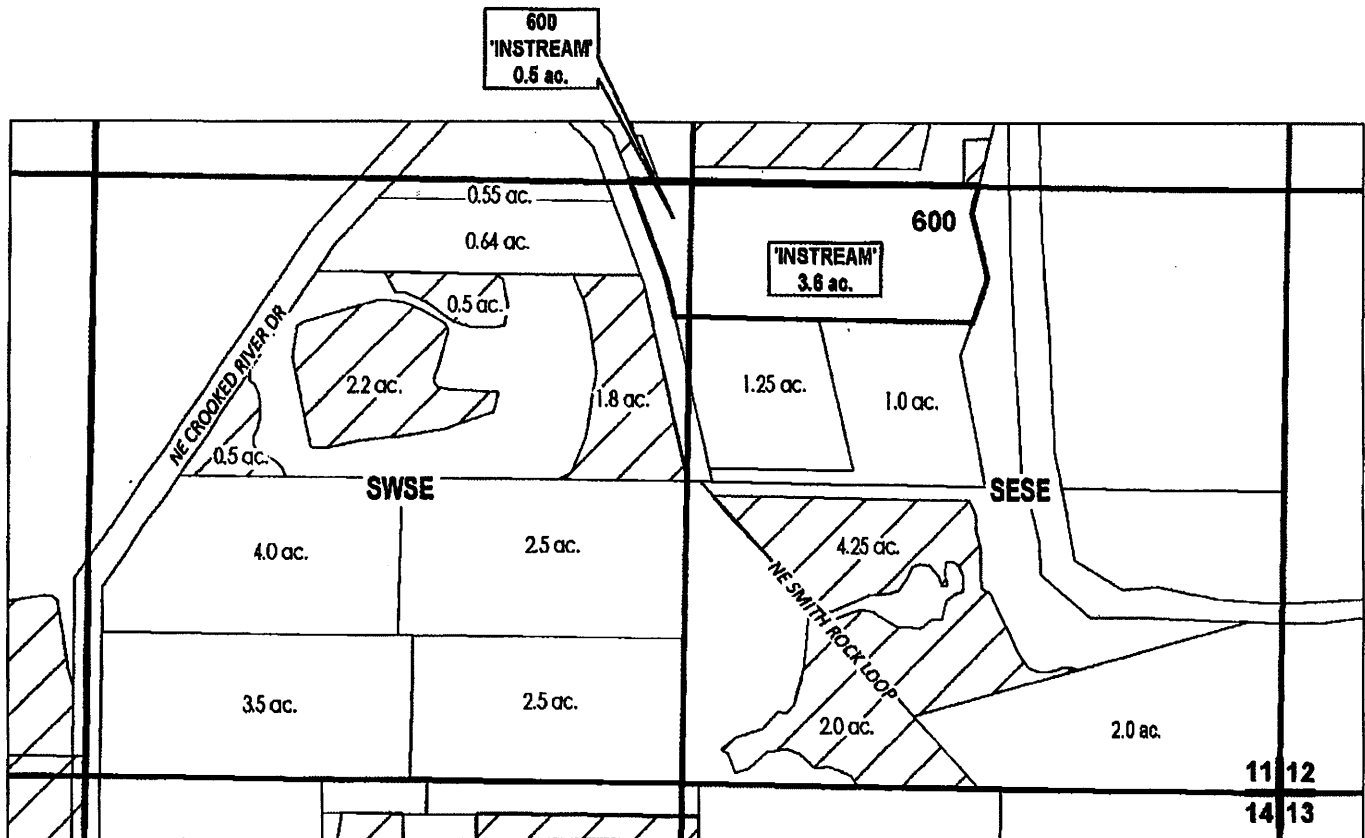 600
'INSTREAM'
0.5 ac.
0.55 ac.
600
0.64 ac.
'INSTREAM'
3.6 ac.
0.5 ac.
NE CROOKED RIVER DR
2.2 ac.
1.8 ac.
1.25 ac.
1.0 ac.
0.5 ac.
SWSE
SESE
4.0 ac.
2.5 ac.
4.25 ac.
NE SMITH ROCK LOOP
3.5 ac.
2.5 ac.
2.0 ac.
2.0 ac.
11 12
14 13